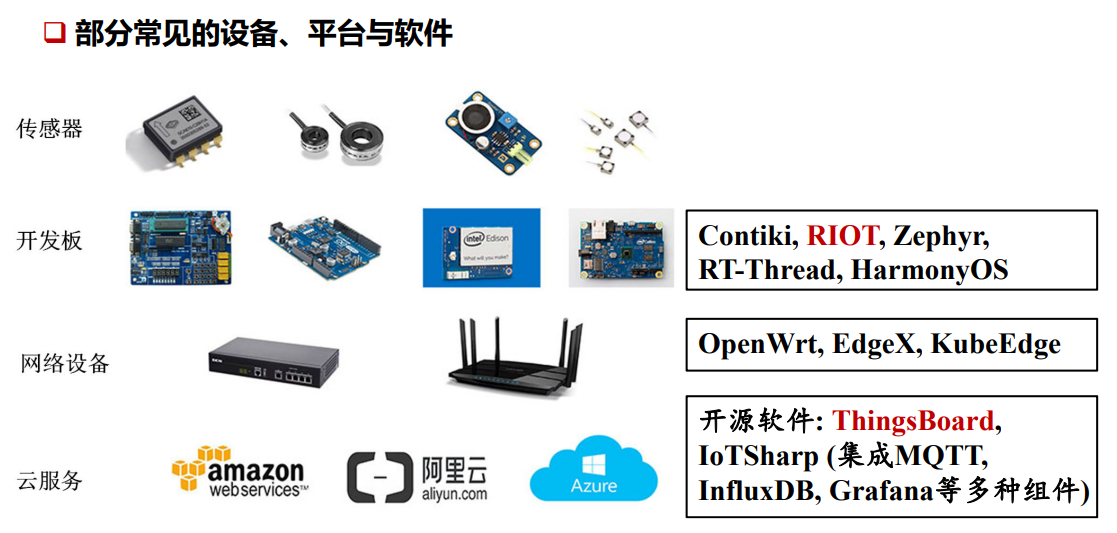 部分常见的设备、平台与软件
传感器
开发板
intel Edison
What will you make?
Contiki, RIOT, Zephyr,
RT-Thread, HarmonyOS
网络设备
OpenWrt, EdgeX, KubeEdge
云服务
amazon
webservices™
阿里云
aliyun.com
Azure
开源软件: ThingsBoard,
IoTSharp (集成MQTT,
InfluxDB, Grafana等多种组件)